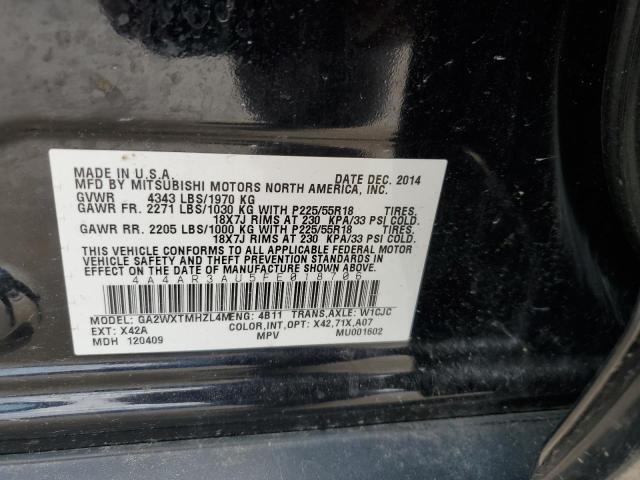 MADE IN U.S.A. DATE DEC. 2014
MFD BY MITSUBISHI MOTORS NORTH AMERICA, INC.
GVWR 4343 LBS/1970 KG
GAWR FR. 2271 LBS/1030 KG WITH P225/55R18 TIRES,
18X7J RIMS AT 230 KPA/33 PSI COLD.
GAWR RR. 2205 LBS/1000 KG WITH P225/55R18 TIRES,
18X7J RIMS AT 230 KPA/33 PSI COLD.
THIS VEHICLE CONFORMS TO ALL APPLICABLE FEDERAL MOTOR
VEHICLE SAFETY, BUMPER, AND THEFT PREVENTION STANDARDS
IN EFFECT ON THE DATE OF MANUFACTURE SHOWN ABOVE.
4A4AR3AU5FE018706
MODEL: GA2WXTMHZL4M ENG: 4B11 TRANS,AXLE: W1CJC
EXT: X42A COLOR,INT,OPT: X42,71X,A07
MDH 120409 MPV MU001602